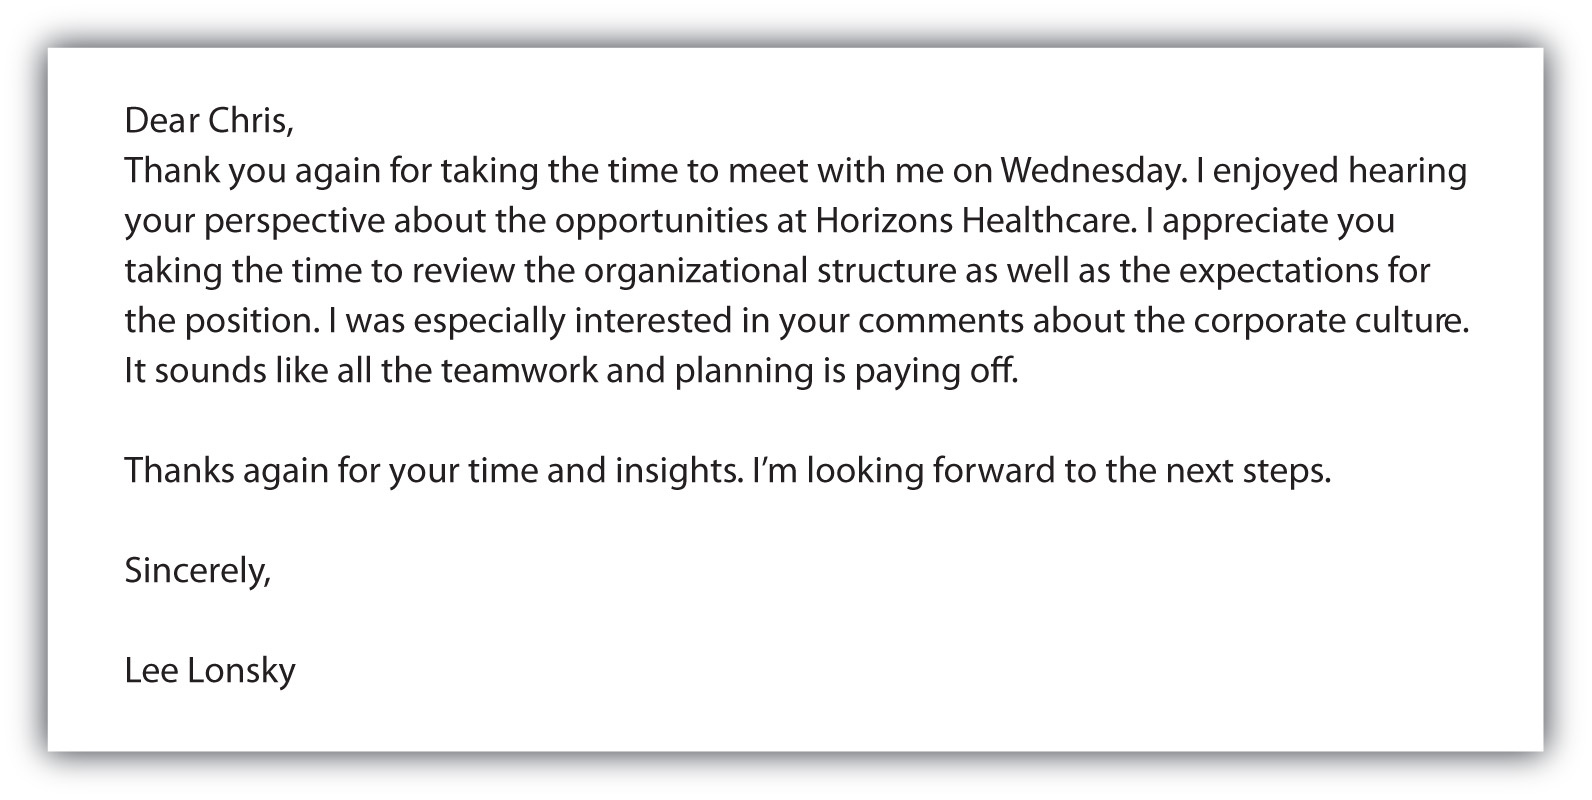 Dear Chris,
Thank you again for taking the time to meet with me on Wednesday. I enjoyed hearing
your perspective about the opportunities at Horizons Healthcare. I appreciate you
taking the time to review the organizational structure as well as the expectations for
the position. I was especially interested in your comments about the corporate culture.
It sounds like all the teamwork and planning is paying off.
Thanks again for your time and insights. I’m looking forward to the next steps.
Sincerely,
Lee Lonsky